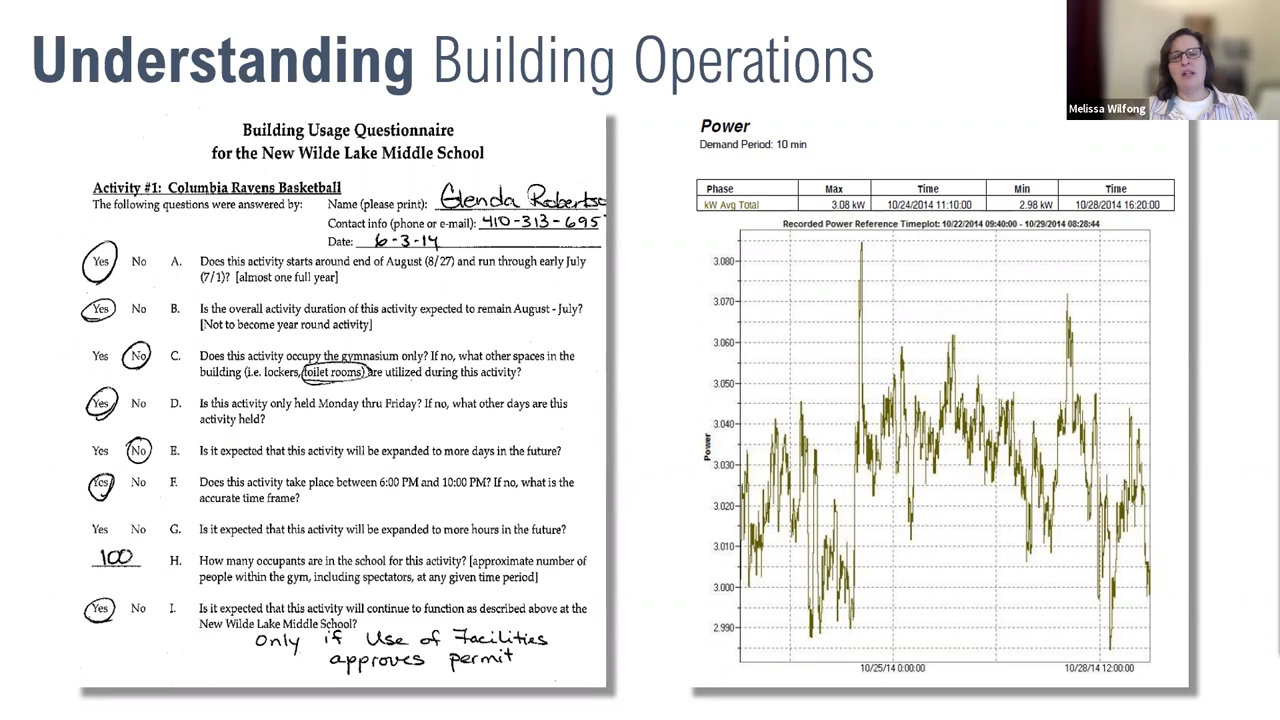 Understanding Building Operations
Melissa Wilfong
Building Usage Questionnaire
for the New Wilde Lake Middle School
Activity #1: Columbia Ravens Basketball
The following questions were answered by:
Name (please print): Glenda Robertso
Contact info (phone or e-mail): 410-313-695
Date: 6-3-14
Yes No A. Does this activity starts around end of August (8/27) and run through early July
(7/1)? [almost one full year]
Yes No B. Is the overall activity duration of this activity expected to remain August - July?
[Not to become year round activity]
Yes No C. Does this activity occupy the gymnasium only? If no, what other spaces in the
building (i.e. lockers, toilet rooms) are utilized during this activity?
Yes No D. Is this activity only held Monday thru Friday? If no, what other days are this
activity held?
Yes No E. Is it expected that this activity will be expanded to more days in the future?
Yes No F. Does this activity take place between 6:00 PM and 10:00 PM? If no, what is the
accurate time frame?
Yes No G. Is it expected that this activity will be expanded to more hours in the future?
100 H. How many occupants are in the school for this activity? [approximate number of
people within the gym, including spectators, at any given time period]
Yes No I. Is it expected that this activity will continue to function as described above at the
New Wilde Lake Middle School?
Only if Use of Facilities
approves permit
Power
Demand Period: 10 min
Phase Max Time Min Time
kW Avg Total 3.08 kW 10/24/2014 11:10:00 2.98 kW 10/28/2014 16:20:00
Recorded Power Reference Timeplot: 10/22/2014 09:40:00 - 10/29/2014 08:28:44
3.080
3.070
3.060
3.050
3.040
3.030
3.020
3.010
3.000
2.990
Power
10/25/14 0:00:00
10/28/14 12:00:00